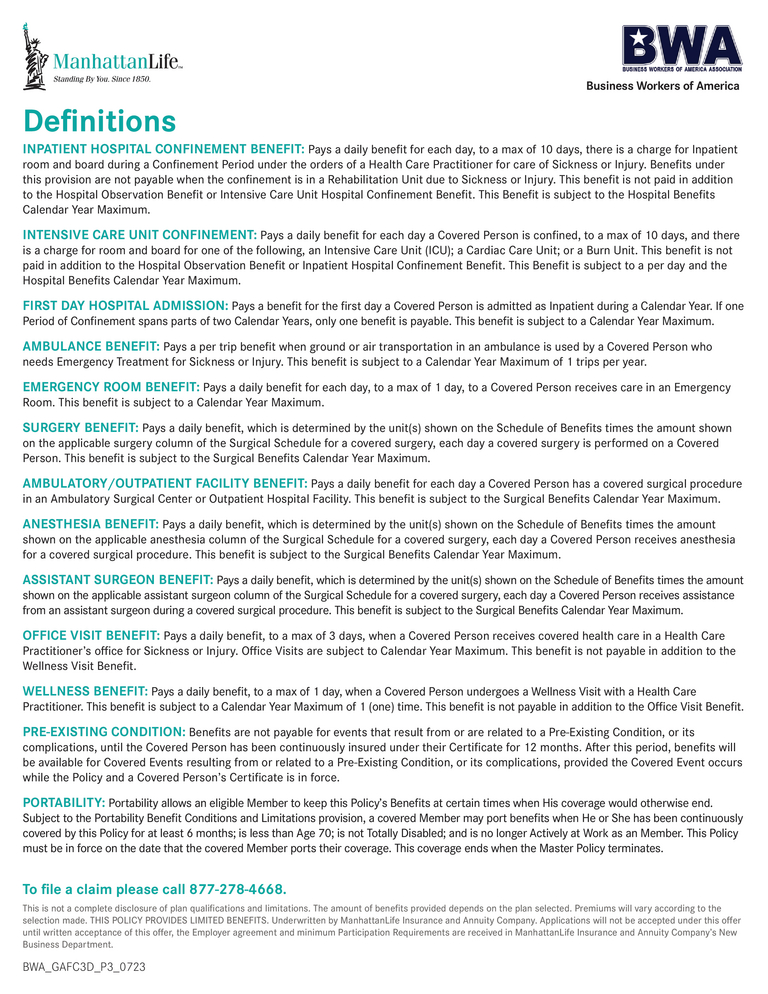 ManhattanLife™
Standing By You. Since 1850.
BWA
BUSINESS WORKERS OF AMERICA ASSOCIATION
Business Workers of America
Definitions
INPATIENT HOSPITAL CONFINEMENT BENEFIT: Pays a daily benefit for each day, to a max of 10 days, there is a charge for Inpatient
room and board during a Confinement Period under the orders of a Health Care Practitioner for care of Sickness or Injury. Benefits under
this provision are not payable when the confinement is in a Rehabilitation Unit due to Sickness or Injury. This benefit is not paid in addition
to the Hospital Observation Benefit or Intensive Care Unit Hospital Confinement Benefit. This Benefit is subject to the Hospital Benefits
Calendar Year Maximum.
INTENSIVE CARE UNIT CONFINEMENT: Pays a daily benefit for each day a Covered Person is confined, to a max of 10 days, and there
is a charge for room and board for one of the following, an Intensive Care Unit (ICU); a Cardiac Care Unit; or a Burn Unit. This benefit is not
paid in addition to the Hospital Observation Benefit or Inpatient Hospital Confinement Benefit. This Benefit is subject to a per day and the
Hospital Benefits Calendar Year Maximum.
FIRST DAY HOSPITAL ADMISSION: Pays a benefit for the first day a Covered Person is admitted as Inpatient during a Calendar Year. If one
Period of Confinement spans parts of two Calendar Years, only one benefit is payable. This benefit is subject to a Calendar Year Maximum.
AMBULANCE BENEFIT: Pays a per trip benefit when ground or air transportation in an ambulance is used by a Covered Person who
needs Emergency Treatment for Sickness or Injury. This benefit is subject to a Calendar Year Maximum of 1 trips per year.
EMERGENCY ROOM BENEFIT: Pays a daily benefit for each day, to a max of 1 day, to a Covered Person receives care in an Emergency
Room. This benefit is subject to a Calendar Year Maximum.
SURGERY BENEFIT: Pays a daily benefit, which is determined by the unit(s) shown on the Schedule of Benefits times the amount shown
on the applicable surgery column of the Surgical Schedule for a covered surgery, each day a covered surgery is performed on a Covered
Person. This benefit is subject to the Surgical Benefits Calendar Year Maximum.
AMBULATORY/OUTPATIENT FACILITY BENEFIT: Pays a daily benefit for each day a Covered Person has a covered surgical procedure
in an Ambulatory Surgical Center or Outpatient Hospital Facility. This benefit is subject to the Surgical Benefits Calendar Year Maximum.
ANESTHESIA BENEFIT: Pays a daily benefit, which is determined by the unit(s) shown on the Schedule of Benefits times the amount
shown on the applicable anesthesia column of the Surgical Schedule for a covered surgery, each day a Covered Person receives anesthesia
for a covered surgical procedure. This benefit is subject to the Surgical Benefits Calendar Year Maximum.
ASSISTANT SURGEON BENEFIT: Pays a daily benefit, which is determined by the unit(s) shown on the Schedule of Benefits times the amount
shown on the applicable assistant surgeon column of the Surgical Schedule for a covered surgery, each day a Covered Person receives assistance
from an assistant surgeon during a covered surgical procedure. This benefit is subject to the Surgical Benefits Calendar Year Maximum.
OFFICE VISIT BENEFIT: Pays a daily benefit, to a max of 3 days, when a Covered Person receives covered health care in a Health Care
Practitioner's office for Sickness or Injury. Office Visits are subject to Calendar Year Maximum. This benefit is not payable in addition to the
Wellness Visit Benefit.
WELLNESS BENEFIT: Pays a daily benefit, to a max of 1 day, when a Covered Person undergoes a Wellness Visit with a Health Care
Practitioner. This benefit is subject to a Calendar Year Maximum of 1 (one) time. This benefit is not payable in addition to the Office Visit Benefit.
PRE-EXISTING CONDITION: Benefits are not payable for events that result from or are related to a Pre-Existing Condition, or its
complications, until the Covered Person has been continuously insured under their Certificate for 12 months. After this period, benefits will
be available for Covered Events resulting from or related to a Pre-Existing Condition, or its complications, provided the Covered Event occurs
while the Policy and a Covered Person's Certificate is in force.
PORTABILITY: Portability allows an eligible Member to keep this Policy's Benefits at certain times when His coverage would otherwise end.
Subject to the Portability Benefit Conditions and Limitations provision, a covered Member may port benefits when He or She has been continuously
covered by this Policy for at least 6 months; is less than Age 70; is not Totally Disabled; and is no longer Actively at Work as an Member. This Policy
must be in force on the date that the covered Member ports their coverage. This coverage ends when the Master Policy terminates.
To file a claim please call 877-278-4668.
This is not a complete disclosure of plan qualifications and limitations. The amount of benefits provided depends on the plan selected. Premiums will vary according to the
selection made. THIS POLICY PROVIDES LIMITED BENEFITS. Underwritten by ManhattanLife Insurance and Annuity Company. Applications will not be accepted under this offer
until written acceptance of this offer, the Employer agreement and minimum Participation Requirements are received in ManhattanLife Insurance and Annuity Company's New
Business Department.
BWA_GAFC3D_P3_0723